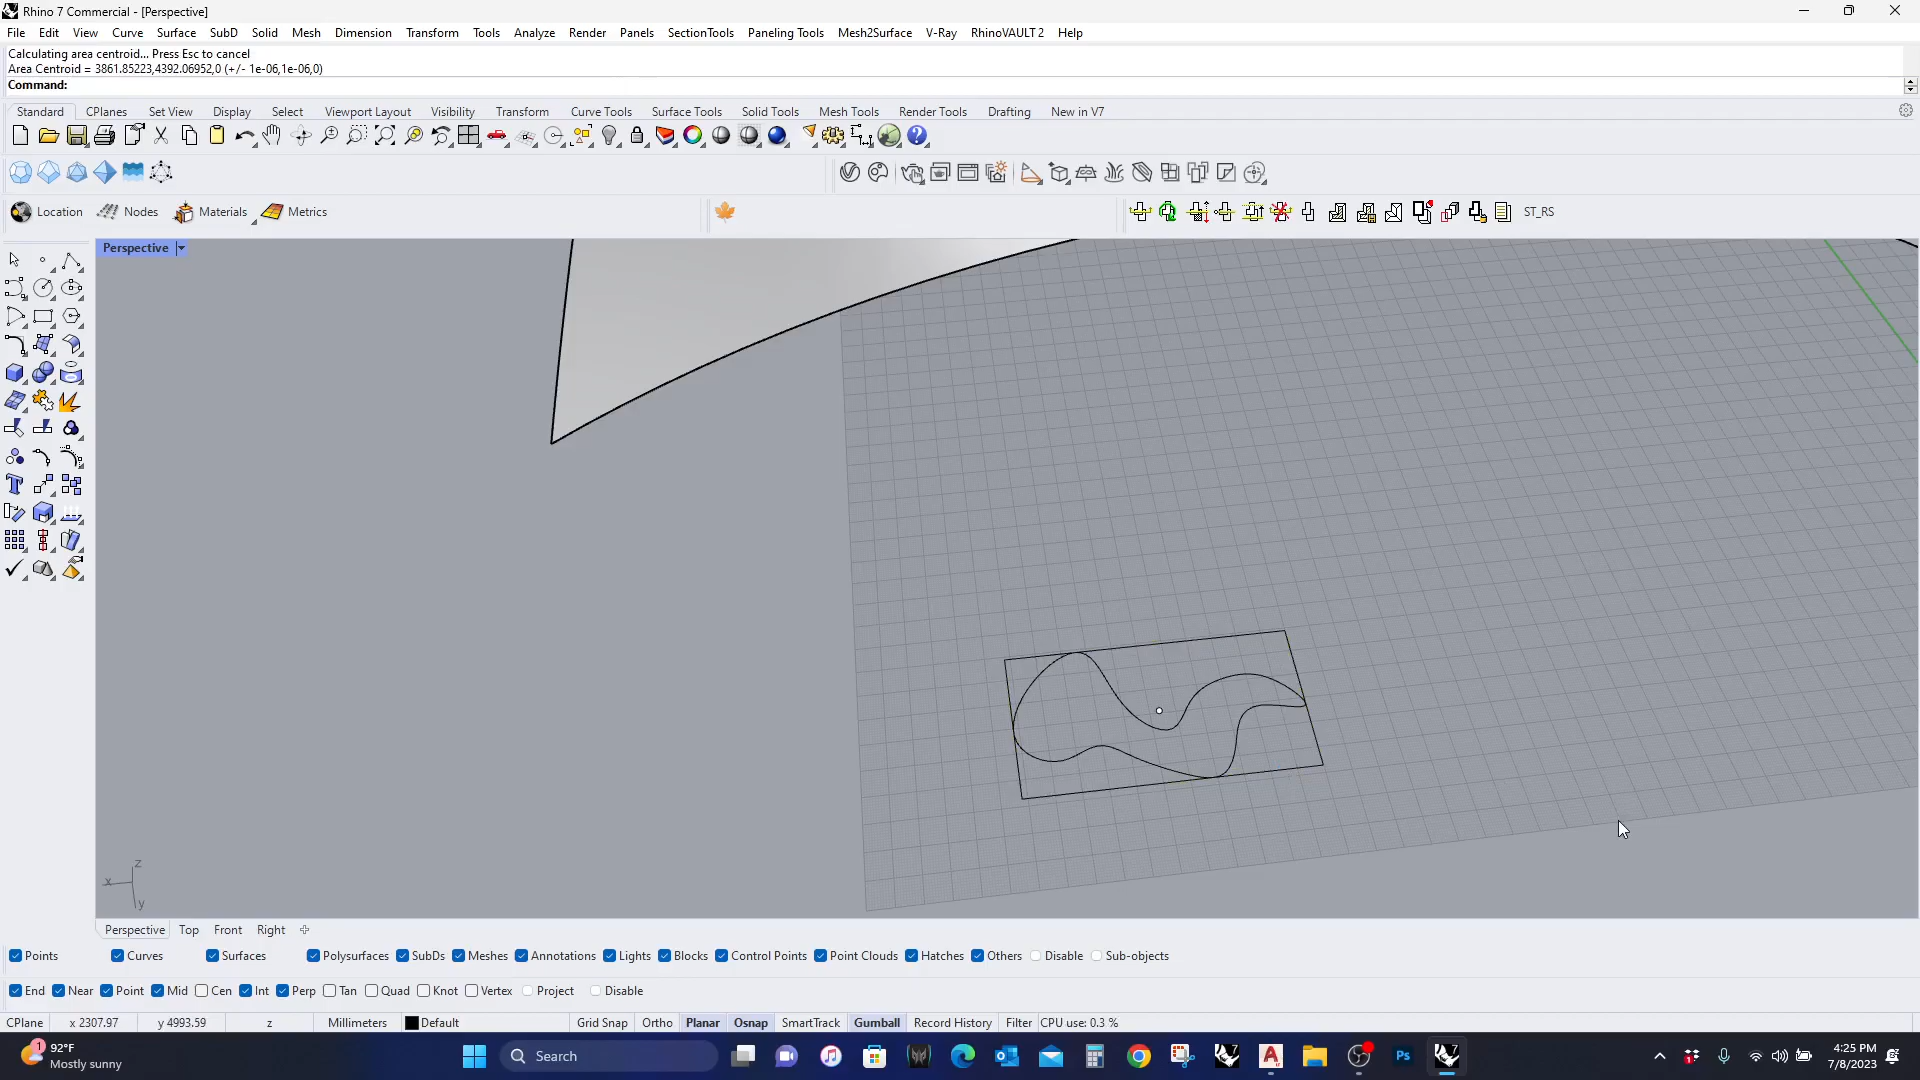 Rhino 7 Commercial - [Perspective]
File Edit View Curve Surface SubD Solid Mesh Dimension Transform Tools Analyze Render Panels SectionTools Paneling Tools Mesh2Surface V-Ray RhinoVAULT 2 Help
Calculating area centroid... Press Esc to cancel
Area Centroid = 3861.85223,4392.06952,0 (+/- 1e-06,1e-06,0)
Command:
Standard CPlanes Set View Display Select Viewport Layout Visibility Transform Curve Tools Surface Tools Solid Tools Mesh Tools Render Tools Drafting New in V7
Location Nodes Materials Metrics ST_RS
Perspective
z
x
y
Perspective Top Front Right
Points Curves Surfaces Polysurfaces SubDs Meshes Annotations Lights Blocks Control Points Point Clouds Hatches Others Disable Sub-objects
End Near Point Mid Cen Int Perp Tan Quad Knot Vertex Project Disable
CPlane x 2307.97 y 4993.59 z Millimeters Default Grid Snap Ortho Planar Osnap SmartTrack Gumball Record History Filter CPU use: 0.3 %
1 92°F
Mostly sunny
Search
Ps
7
1
4:25 PM
7/8/2023